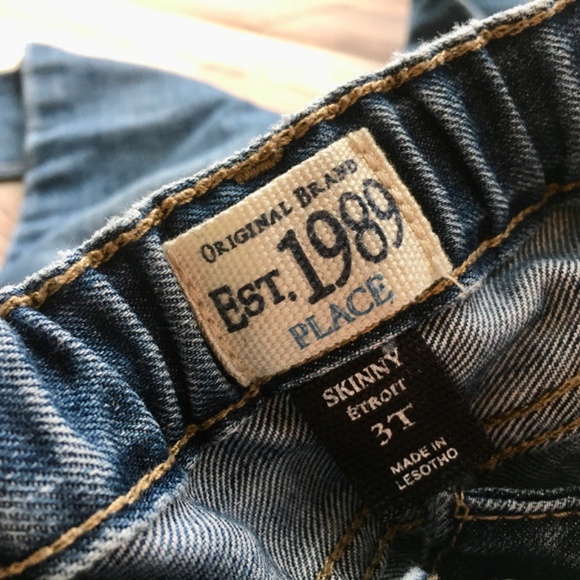 ORIGINAL BRAND
EST. 1989
PLACE
SKINNY
ÉTROIT
3T
MADE IN
LESOTHO